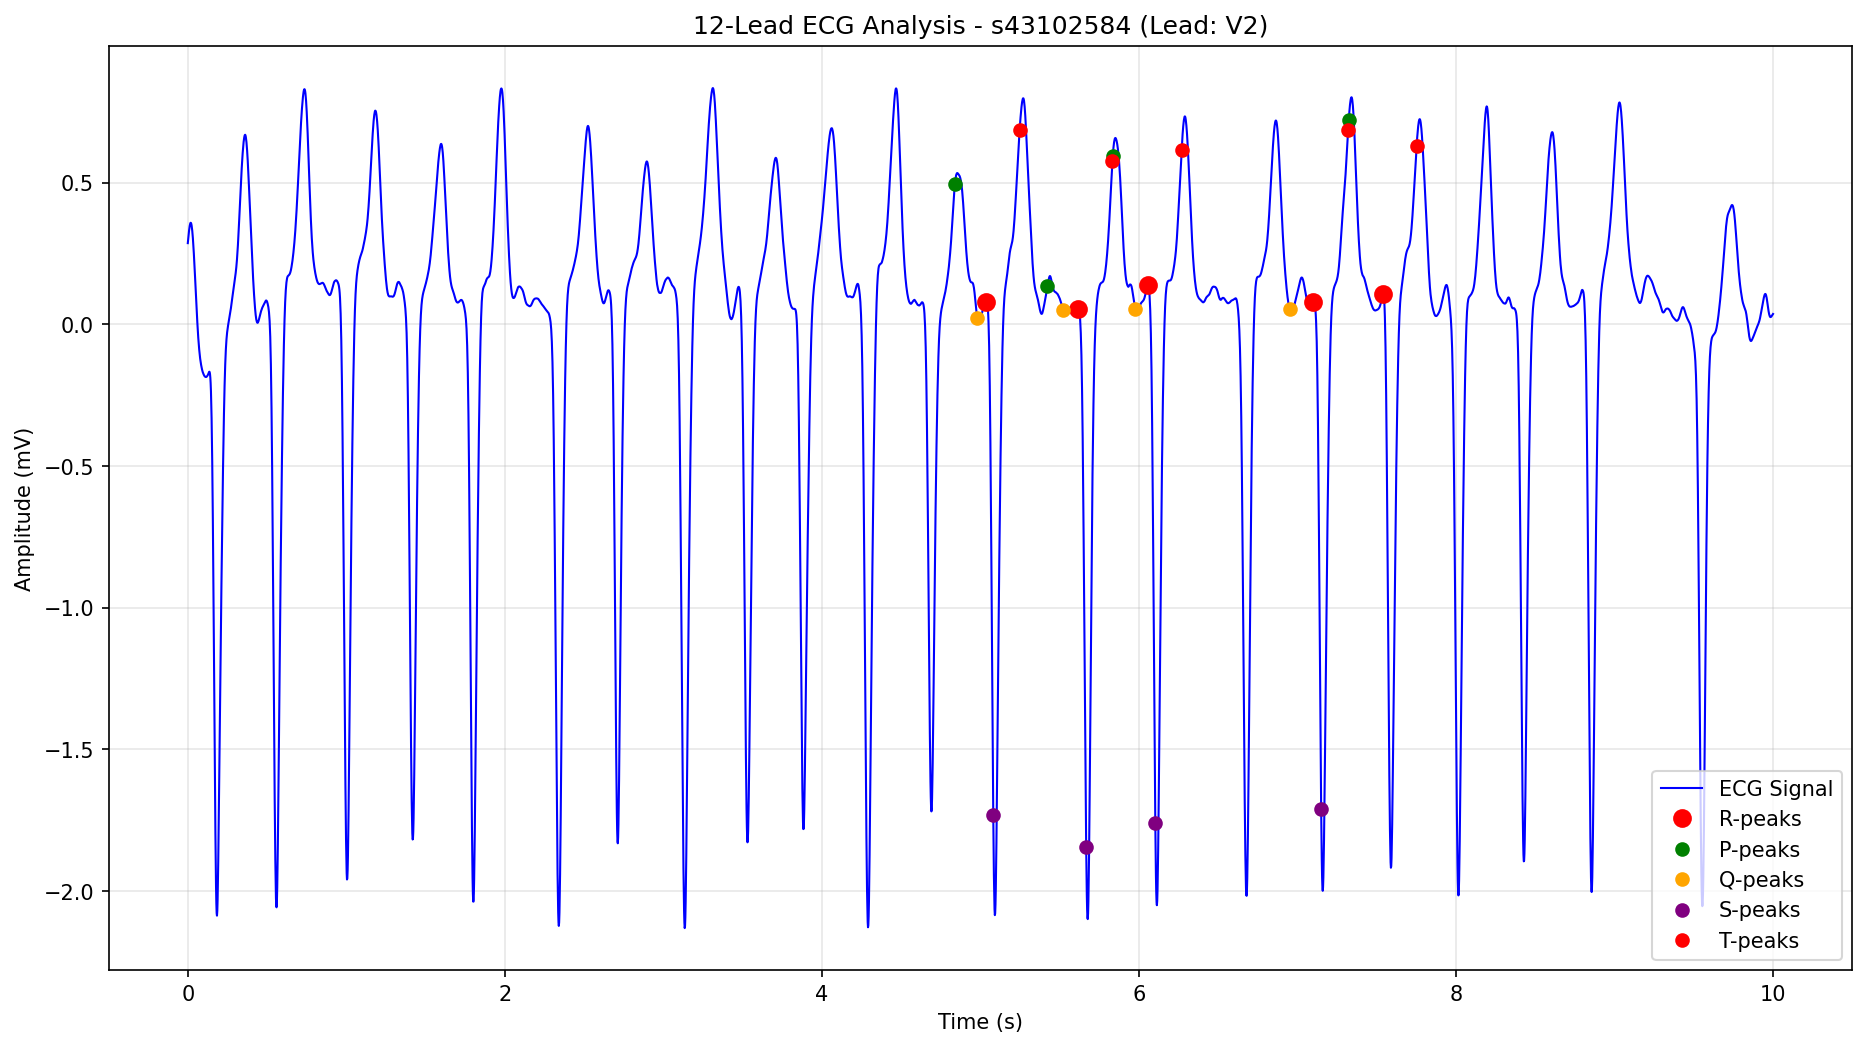 12-Lead ECG Analysis - s43102584 (Lead: V2)
Amplitude (mV)
0.5
0.0
−0.5
−1.0
−1.5
−2.0
0 2 4 6 8 10
Time (s)
ECG Signal
R-peaks
P-peaks
Q-peaks
S-peaks
T-peaks